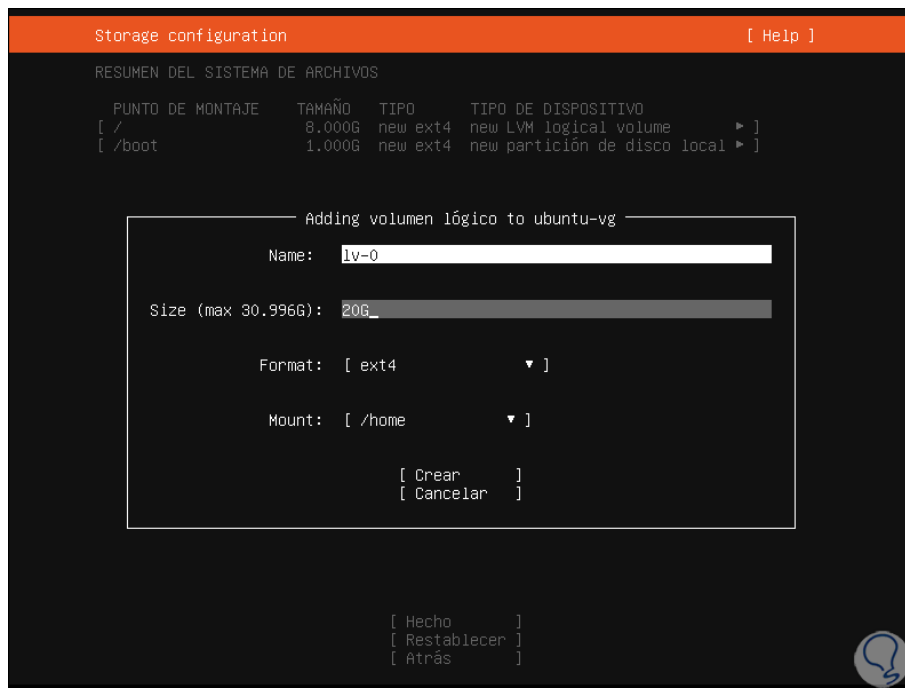 Storage configuration [ Help ]
RESUMEN DEL SISTEMA DE ARCHIVOS
PUNTO DE MONTAJE TAMAÑO TIPO TIPO DE DISPOSITIVO
[ / 8.000G new ext4 new LVM logical volume ▸ ]
[ /boot 1.000G new ext4 new partición de disco local ▸ ]
Adding volumen lógico to ubuntu-vg
Name: lv-0
Size (max 30.996G): 20G_
Format: [ ext4 ▾ ]
Mount: [ /home ▾ ]
[ Crear ]
[ Cancelar ]
[ Hecho ]
[ Restablecer ]
[ Atrás ]